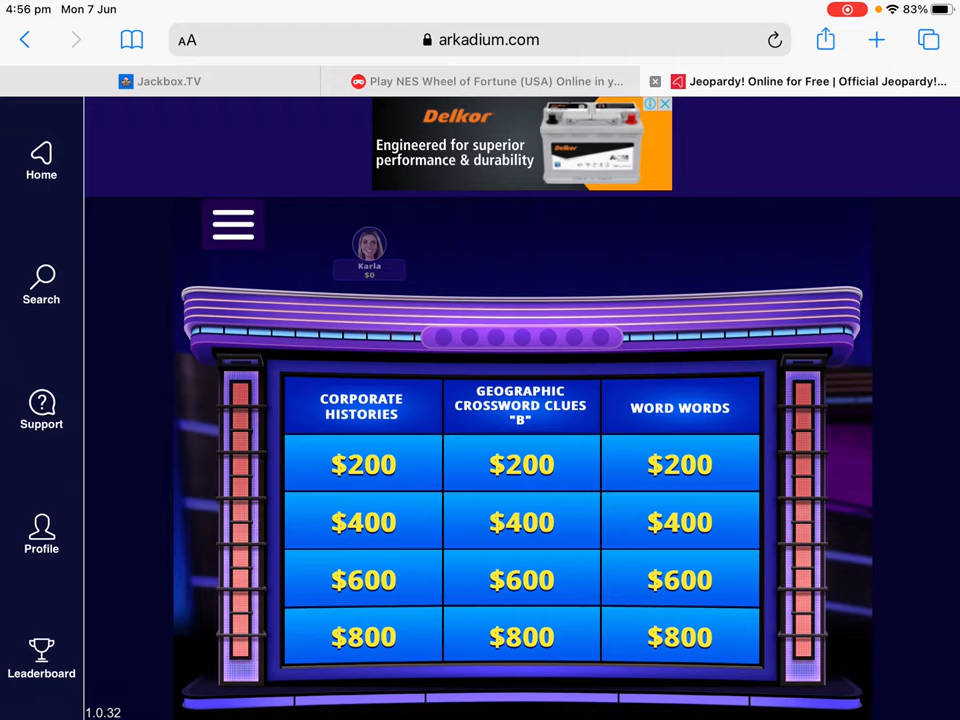 4:56 pm Mon 7 Jun 83%
AA arkadium.com
Jackbox.TV Play NES Wheel of Fortune (USA) Online in y... Jeopardy! Online for Free | Official Jeopardy!...
Delkor
Engineered for superior
performance & durability
Delkor
Home
Search
Support
Profile
Leaderboard
Karla
$0
CORPORATE
HISTORIES
GEOGRAPHIC
CROSSWORD CLUES
"B"
WORD WORDS
$200 $200 $200
$400 $400 $400
$600 $600 $600
$800 $800 $800
1.0.32